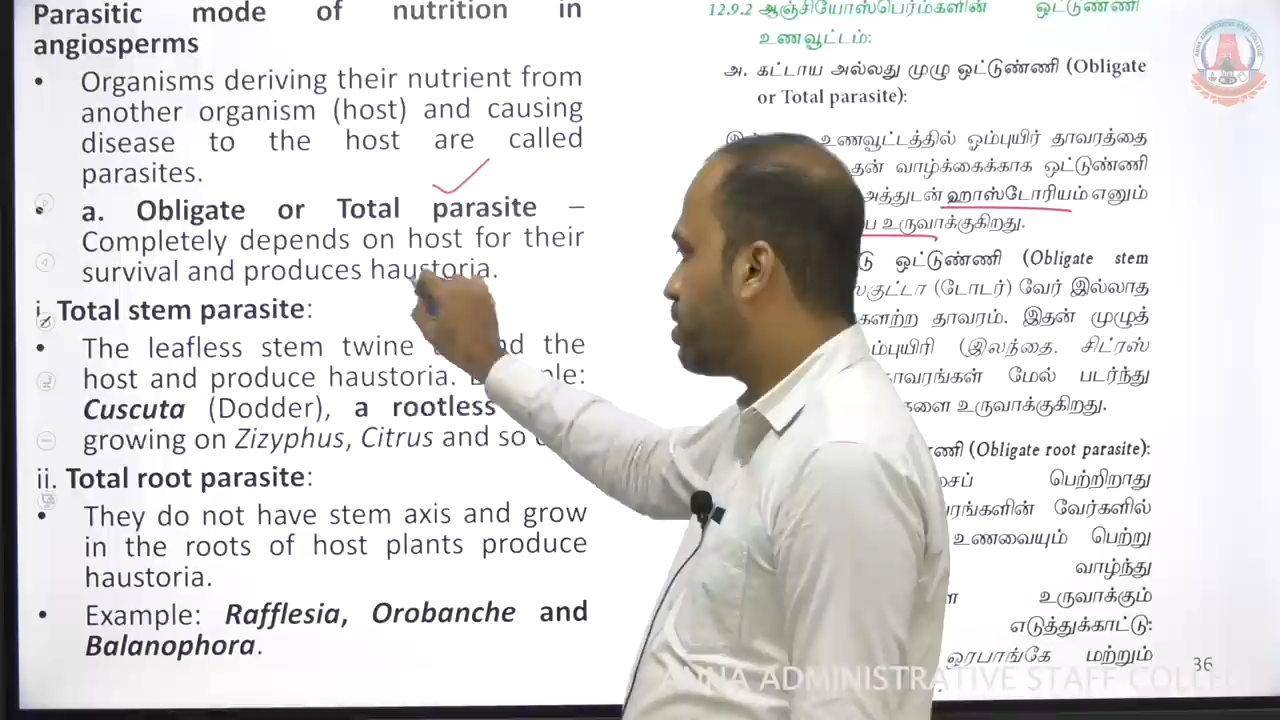 Parasitic mode of nutrition in
angiosperms
• Organisms deriving their nutrient from
another organism (host) and causing
disease to the host are called
parasites.
• a. Obligate or Total parasite –
Completely depends on host for their
survival and produces haustoria.
i. Total stem parasite:
• The leafless stem twine the
host and produce haustoria.
Cuscuta (Dodder), a rootless
growing on Zizyphus, Citrus and so
ii. Total root parasite:
• They do not have stem axis and grow
in the roots of host plants produce
haustoria.
• Example: Rafflesia, Orobanche and
Balanophora.
12.9.2 ஆஞ்சியோஸ்பெர்ம்களின் ஒட்டுண்ணி
உணவூட்டம்:
அ. கட்டாய அல்லது முழு ஒட்டுண்ணி (Obligate
or Total parasite):
உணவூட்டத்தில் ஓம்புயிர் தாவரத்தை
வாழ்க்கைக்காக ஒட்டுண்ணி
ஹாஸ்டோரியம் எனும்
உருவாக்குகிறது.
ஒட்டுண்ணி (Obligate stem
(டோடர்) வேர் இல்லாத
தாவரம். இதன் முழுத்
(இலந்தை, சிட்ரஸ்
மேல் படர்ந்து
உருவாக்குகிறது.
(Obligate root parasite):
பெற்றிறாது
வேர்களில்
உணவையும் பெற்று
வாழ்ந்து
உருவாக்கும்
எடுத்துக்காட்டு:
மற்றும்
36
ANNA ADMINISTRATIVE STAFF COLLEGE